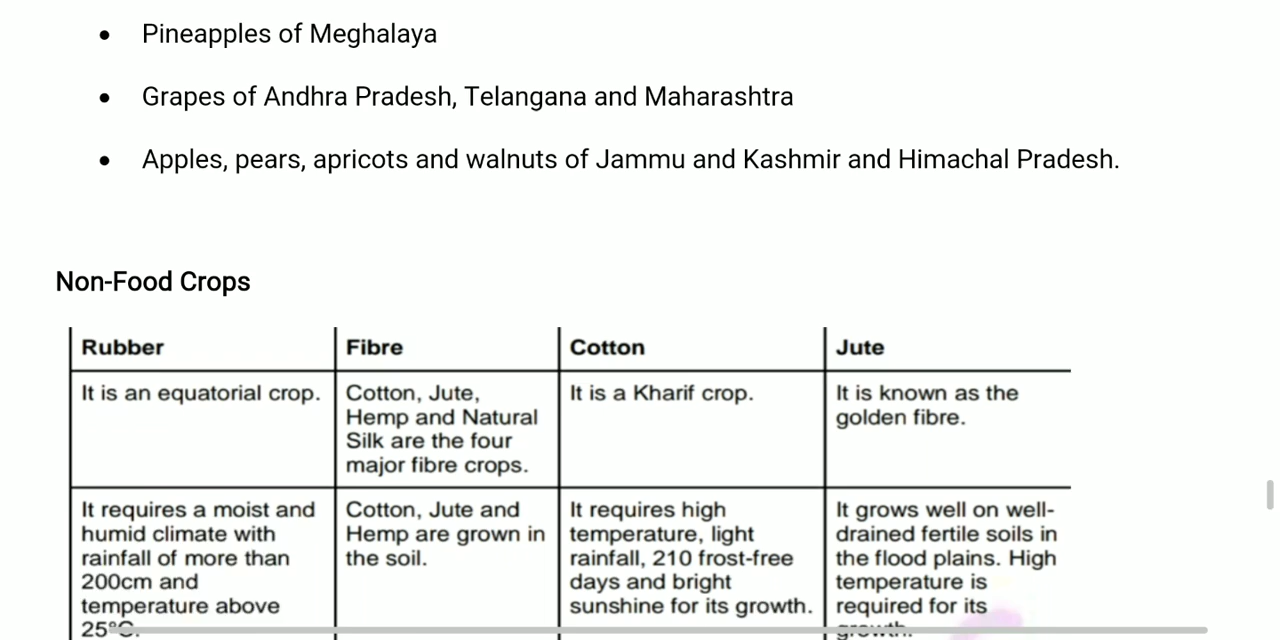 • Pineapples of Meghalaya
• Grapes of Andhra Pradesh, Telangana and Maharashtra
• Apples, pears, apricots and walnuts of Jammu and Kashmir and Himachal Pradesh.
Non-Food Crops
Rubber
Fibre
Cotton
Jute
It is an equatorial crop.
Cotton, Jute,
Hemp and Natural
Silk are the four
major fibre crops.
It is a Kharif crop.
It is known as the
golden fibre.
It requires a moist and
humid climate with
rainfall of more than
200cm and
temperature above
25°C.
Cotton, Jute and
Hemp are grown in
the soil.
It requires high
temperature, light
rainfall, 210 frost-free
days and bright
sunshine for its growth.
It grows well on well-
drained fertile soils in
the flood plains. High
temperature is
required for its
growth.